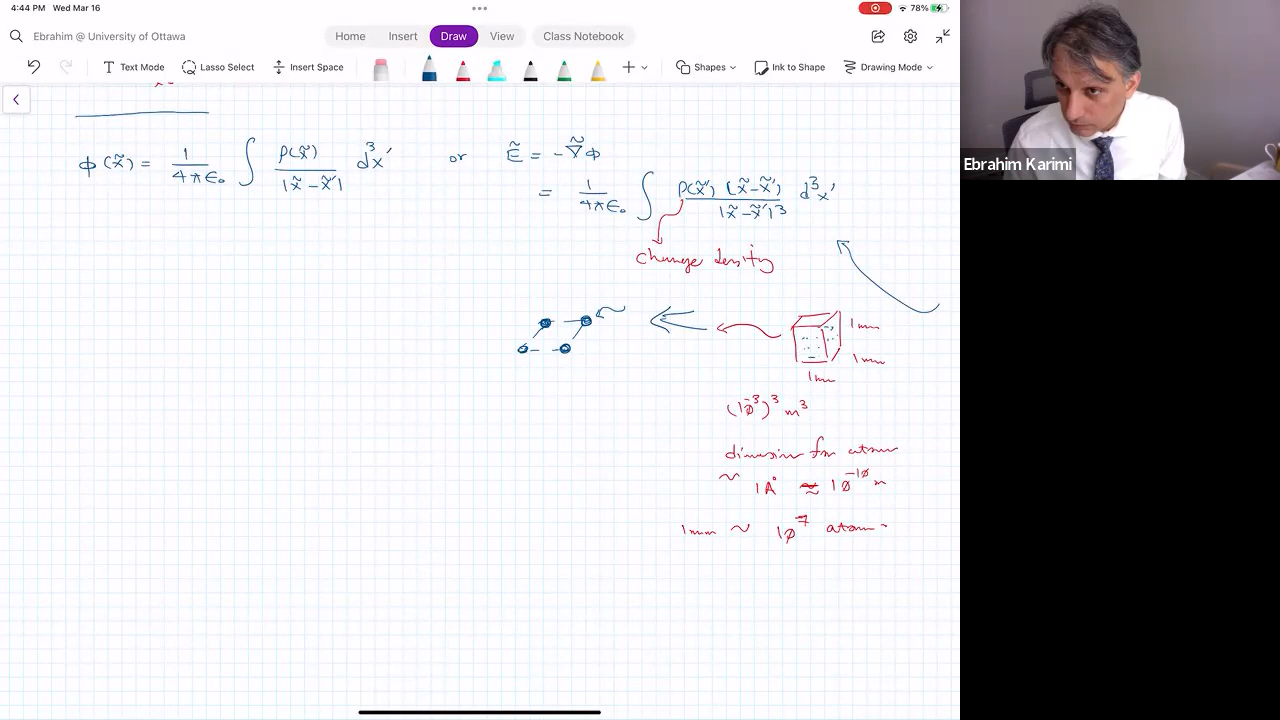 4:44 PM Wed Mar 16
78%
Ebrahim @ University of Ottawa
Home Insert Draw View Class Notebook
Text Mode Lasso Select Insert Space Shapes Ink to Shape Drawing Mode
Φ(x̃) = 1/4πε₀ ∫ ρ(x̃)/|x̃ - x̃'| d³x' or Ẽ = -∇̃Φ
= 1/4πε₀ ∫ ρ(x̃') (x̃-x̃')/|x̃-x̃'|³ d³x'
charge density
1mm
1mm
1mm
(10⁻³)³ m³
dimension for atom
~ 1Å ≈ 10⁻¹⁰ m
1mm ~ 10⁷ atoms
Ebrahim Karimi